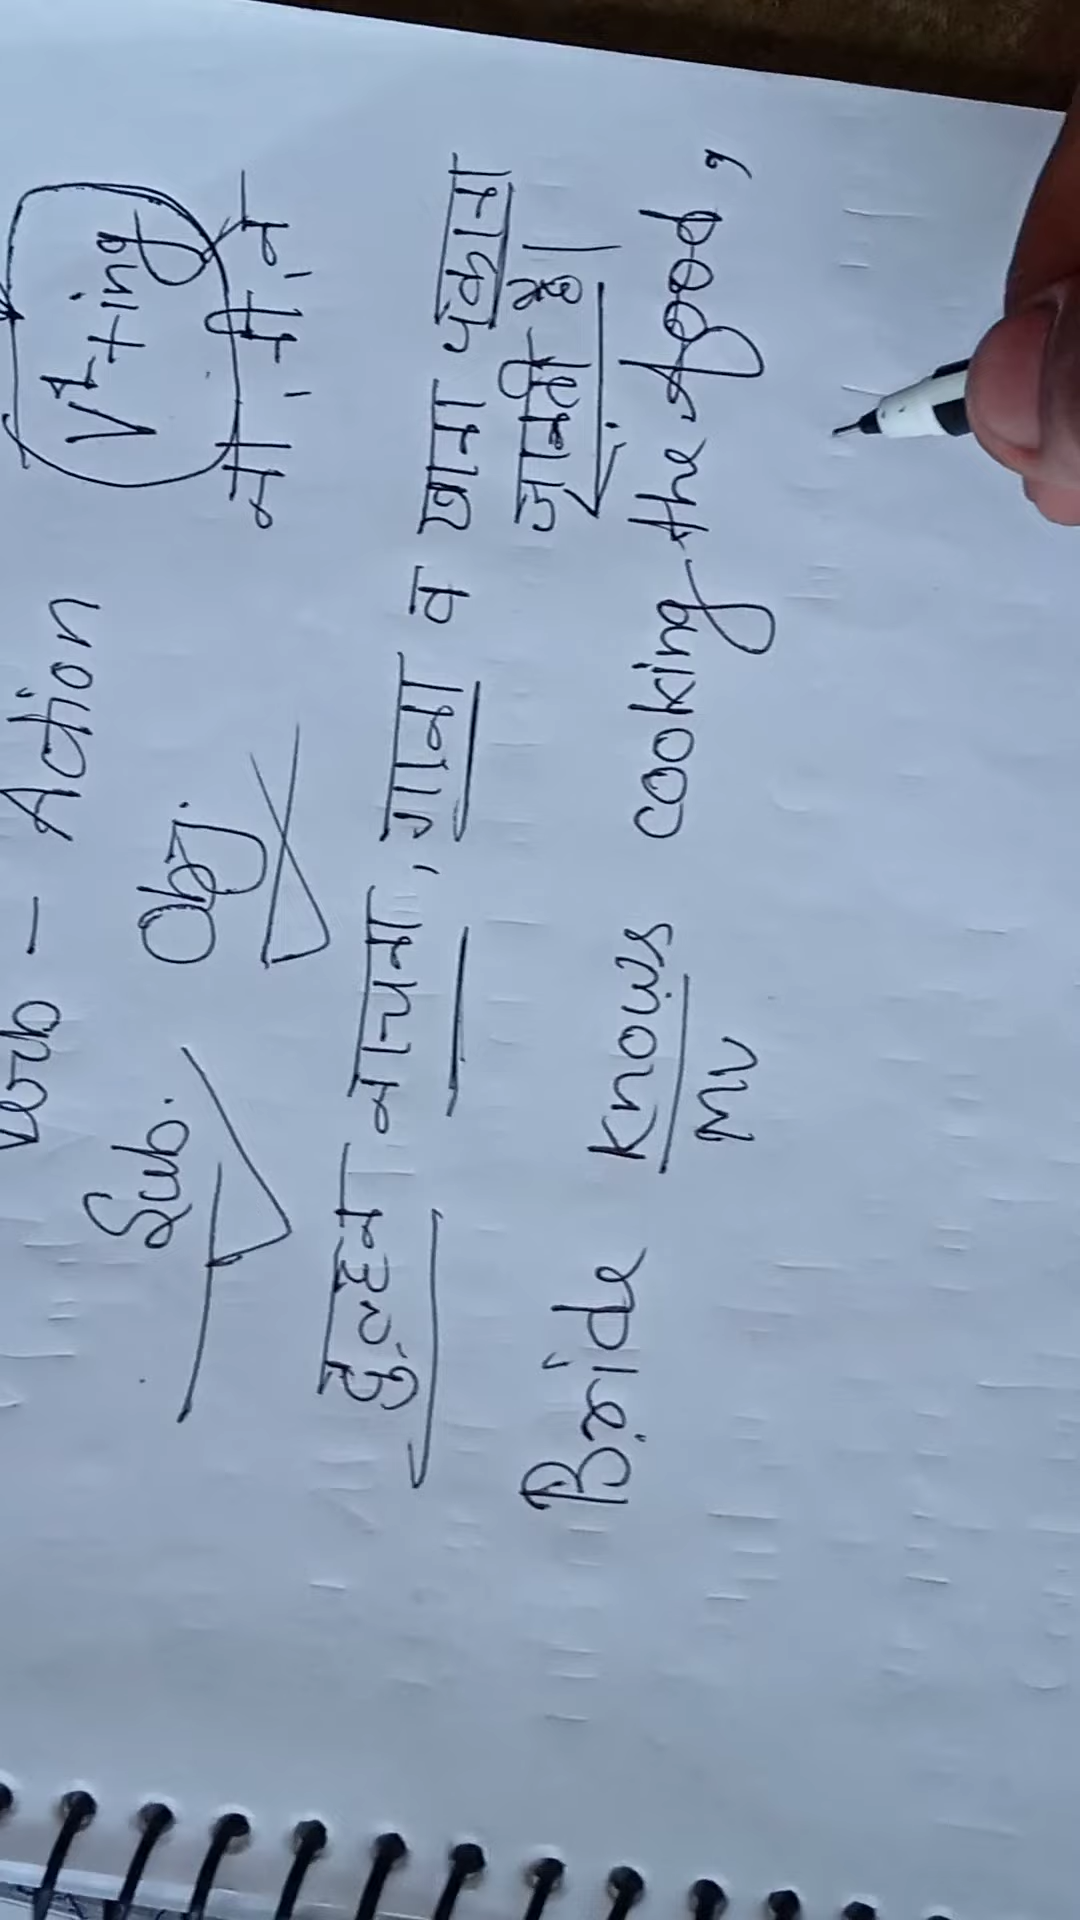 Verb - Action
V¹+ing
Sub. Obj. ना, नी, ने
दुल्हन नाचना, गाना व खाना पकाना
जानती है।
Bride knows cooking the food,
MV